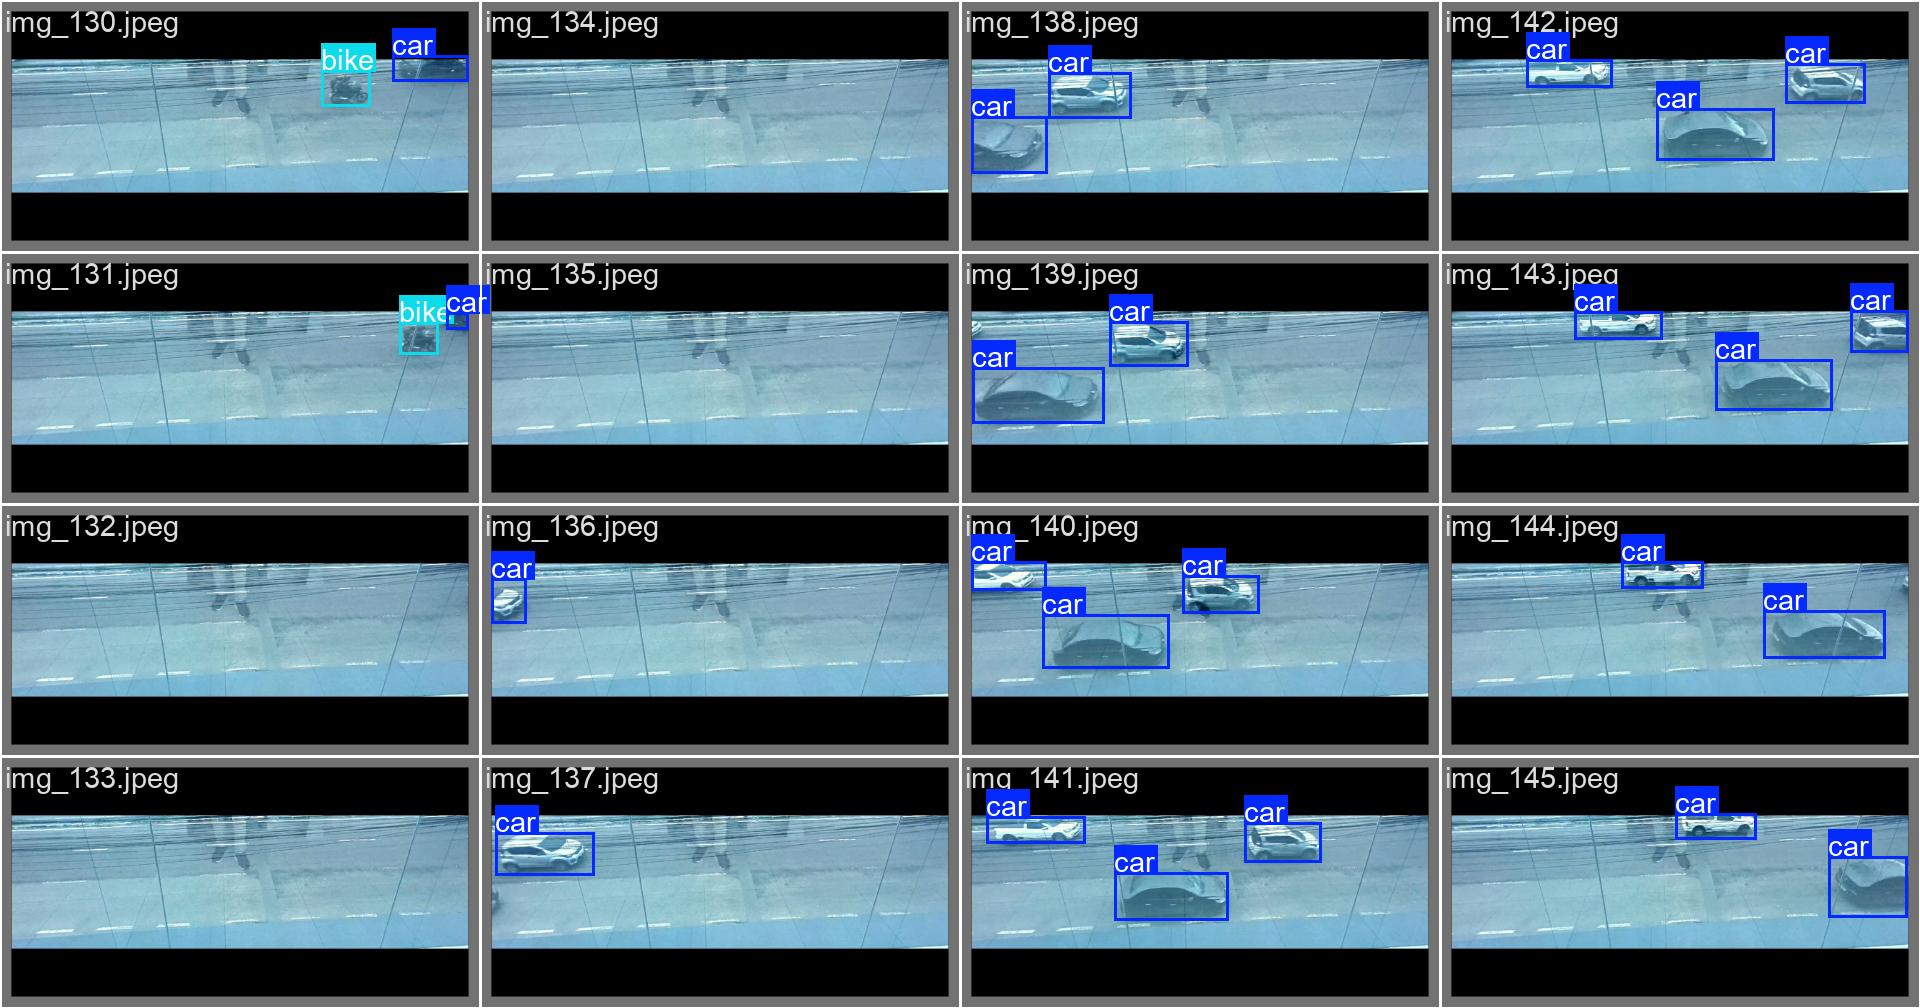 img_130.jpeg
bike
car
img_134.jpeg
img_138.jpeg
car
car
img_142.jpeg
car
car
car
img_131.jpeg
bike
car
img_135.jpeg
img_139.jpeg
car
car
img_143.jpeg
car
car
car
img_132.jpeg
img_136.jpeg
car
img_140.jpeg
car
car
car
img_144.jpeg
car
car
img_133.jpeg
img_137.jpeg
car
img_141.jpeg
car
car
car
img_145.jpeg
car
car